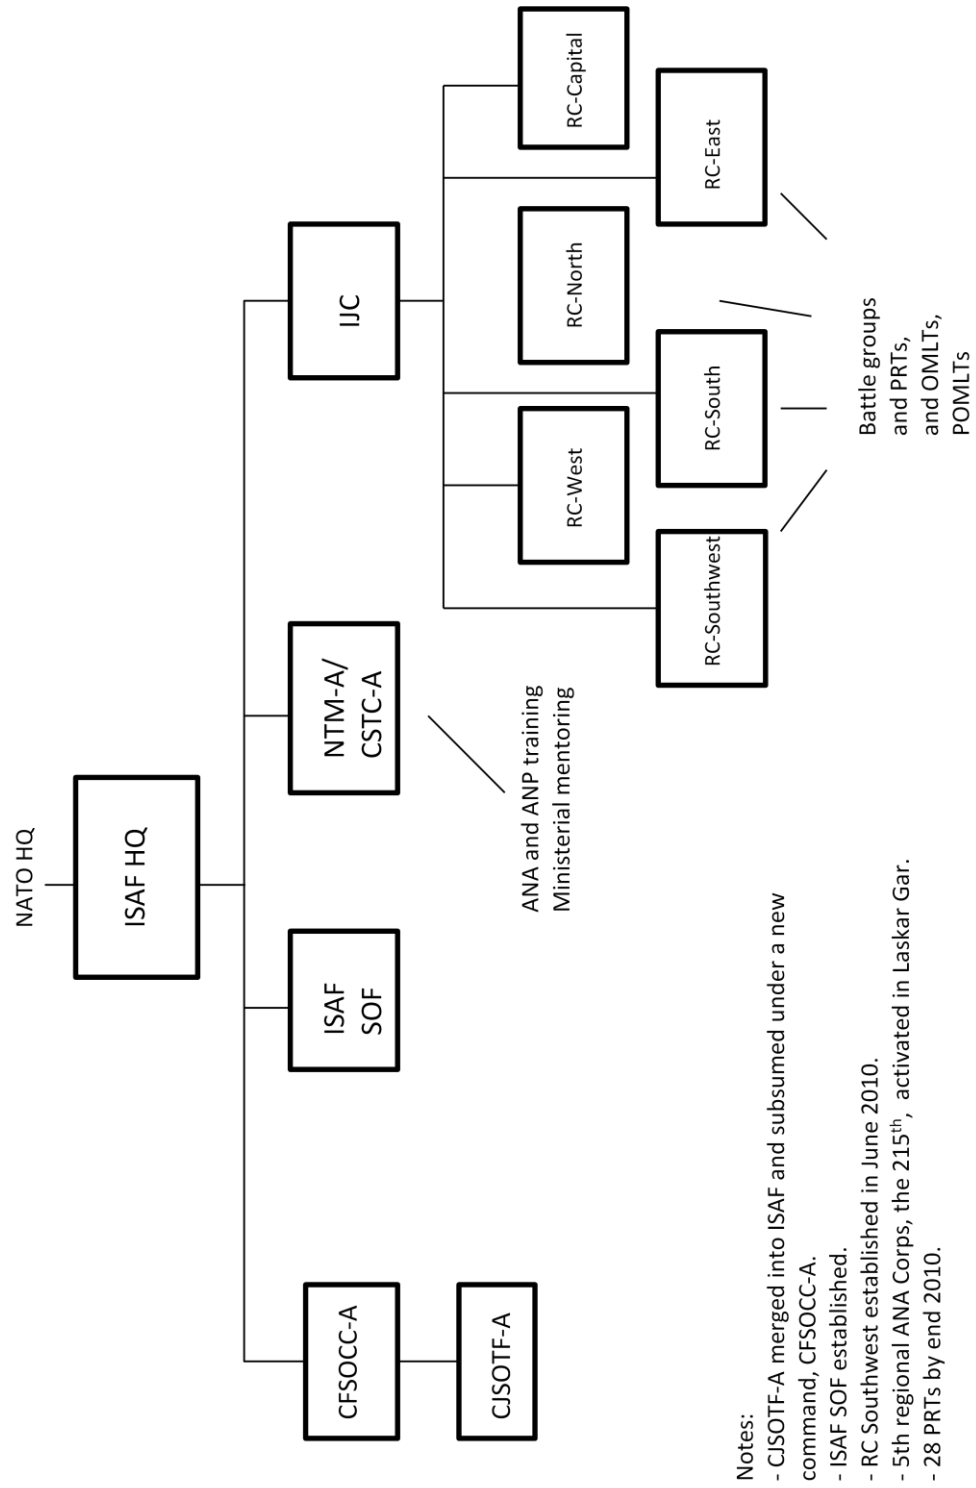 NATO HQ
ISAF HQ
CFSOCC-A
ISAF
SOF
NTM-A/
CSTC-A
IJC
CJSOTF-A
ANA and ANP training
Ministerial mentoring
RC-West
RC-North
RC-Capital
RC-Southwest
RC-South
RC-East
Battle groups
and PRTs,
and OMLTs,
POMLTs
Notes:
- CJSOTF-A merged into ISAF and subsumed under a new
command, CFSOCC-A.
- ISAF SOF established.
- RC Southwest established in June 2010.
- 5th regional ANA Corps, the 215th, activated in Laskar Gar.
- 28 PRTs by end 2010.